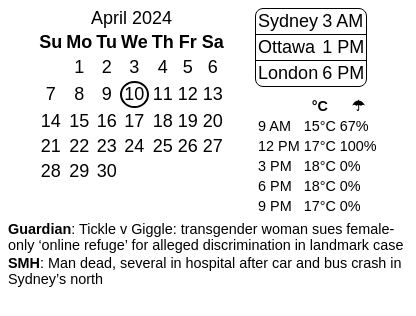 April 2024
Su Mo Tu We Th Fr Sa
1 2 3 4 5 6
7 8 9 10 11 12 13
14 15 16 17 18 19 20
21 22 23 24 25 26 27
28 29 30
Sydney 3 AM
Ottawa 1 PM
London 6 PM
°C ☂
9 AM 15°C 67%
12 PM 17°C 100%
3 PM 18°C 0%
6 PM 18°C 0%
9 PM 17°C 0%
Guardian: Tickle v Giggle: transgender woman sues female-
only ‘online refuge’ for alleged discrimination in landmark case
SMH: Man dead, several in hospital after car and bus crash in
Sydney’s north